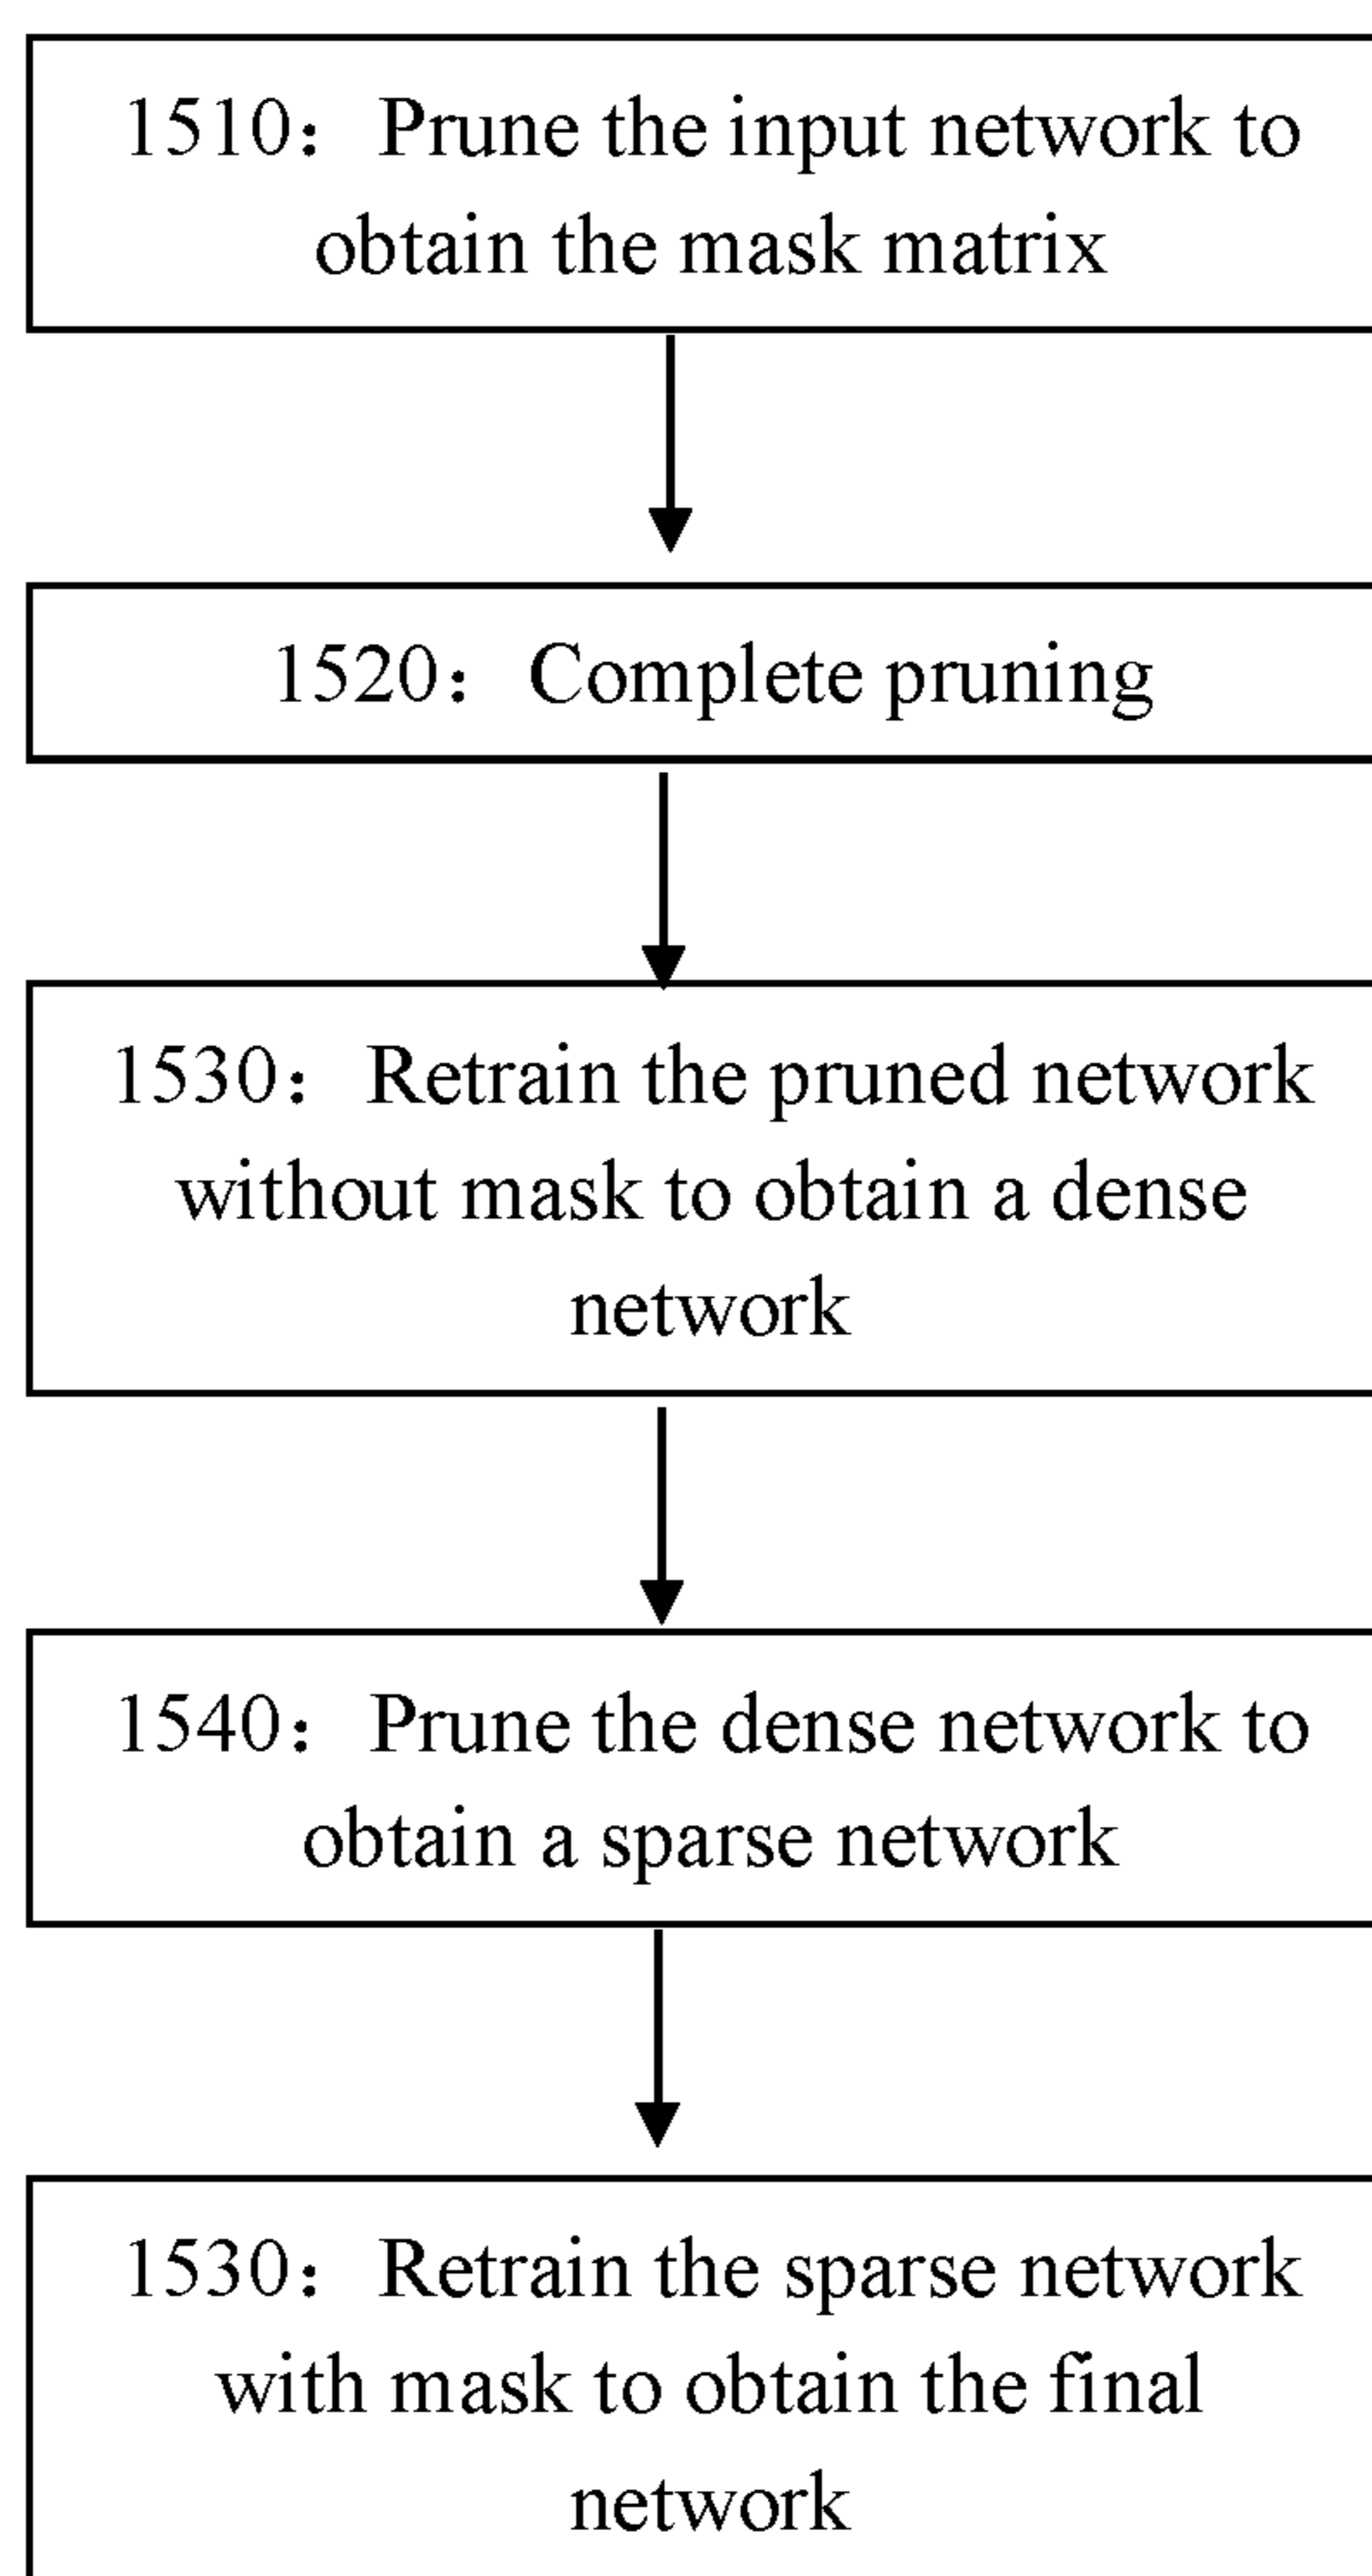 1510：Prune the input network to
obtain the mask matrix
1520：Complete pruning
1530：Retrain the pruned network
without mask to obtain a dense
network
1540：Prune the dense network to
obtain a sparse network
1530：Retrain the sparse network
with mask to obtain the final
network